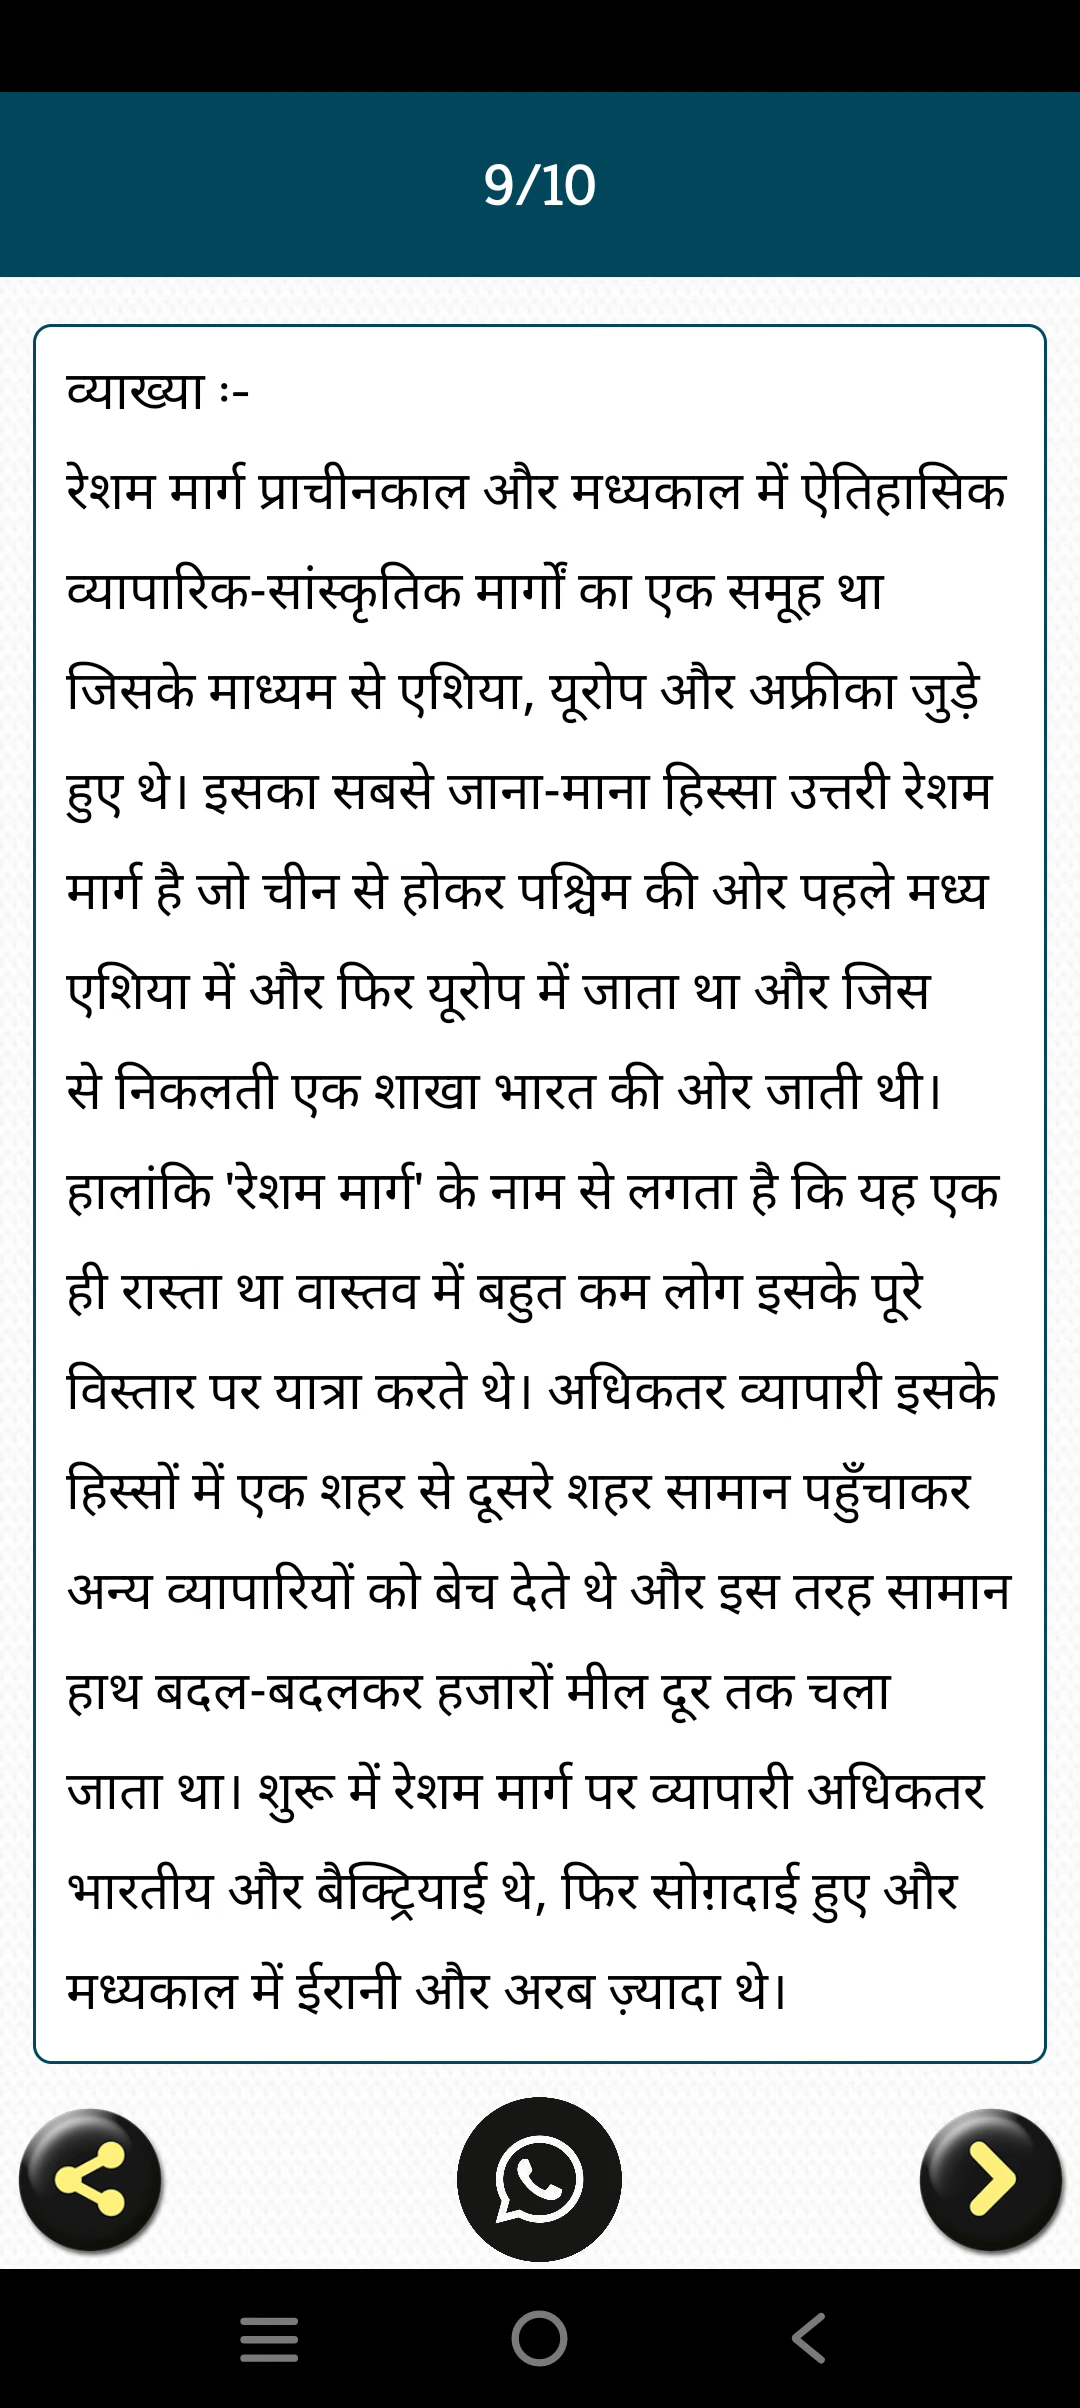 9/10
व्याख्या :-
रेशम मार्ग प्राचीनकाल और मध्यकाल में ऐतिहासिक
व्यापारिक-सांस्कृतिक मार्गों का एक समूह था
जिसके माध्यम से एशिया, यूरोप और अफ्रीका जुड़े
हुए थे। इसका सबसे जाना-माना हिस्सा उत्तरी रेशम
मार्ग है जो चीन से होकर पश्चिम की ओर पहले मध्य
एशिया में और फिर यूरोप में जाता था और जिस
से निकलती एक शाखा भारत की ओर जाती थी।
हालांकि 'रेशम मार्ग' के नाम से लगता है कि यह एक
ही रास्ता था वास्तव में बहुत कम लोग इसके पूरे
विस्तार पर यात्रा करते थे। अधिकतर व्यापारी इसके
हिस्सों में एक शहर से दूसरे शहर सामान पहुँचाकर
अन्य व्यापारियों को बेच देते थे और इस तरह सामान
हाथ बदल-बदलकर हजारों मील दूर तक चला
जाता था। शुरू में रेशम मार्ग पर व्यापारी अधिकतर
भारतीय और बैक्ट्रियाई थे, फिर सोग़दाई हुए और
मध्यकाल में ईरानी और अरब ज़्यादा थे।